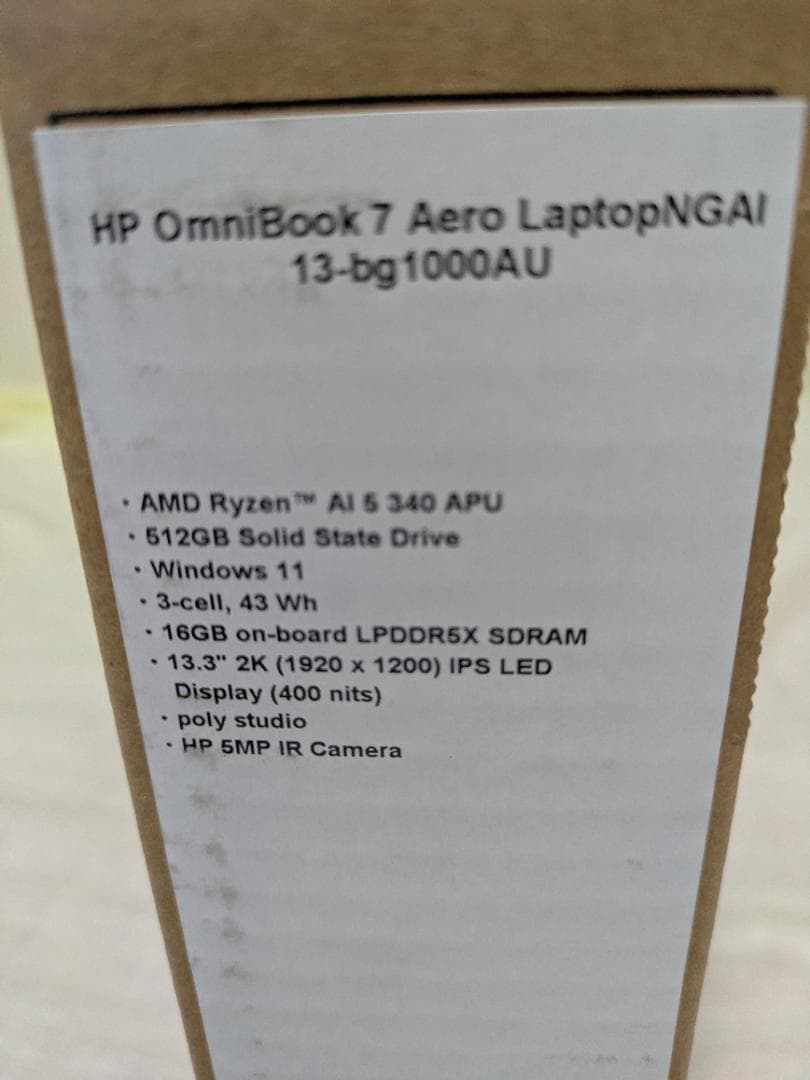 HP OmniBook 7 Aero LaptopNGAI
13-bg1000AU
· AMD Ryzen™ AI 5 340 APU
· 512GB Solid State Drive
· Windows 11
· 3-cell, 43 Wh
· 16GB on-board LPDDR5X SDRAM
· 13.3" 2K (1920 x 1200) IPS LED
Display (400 nits)
· poly studio
· HP 5MP IR Camera